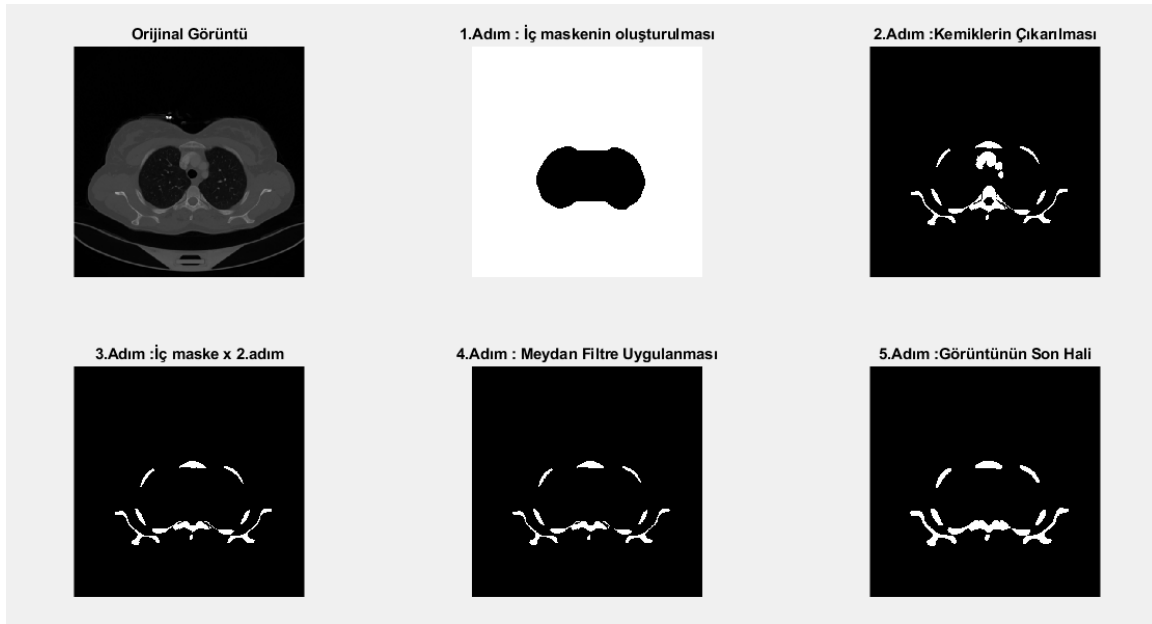 Orijinal Görüntü
1.Adım : İç maskenin oluşturulması
2.Adım :Kemiklerin Çıkarılması
3.Adım :İç maske x 2.adım
4.Adım : Meydan Filtre Uygulanması
5.Adım :Görüntünün Son Hali